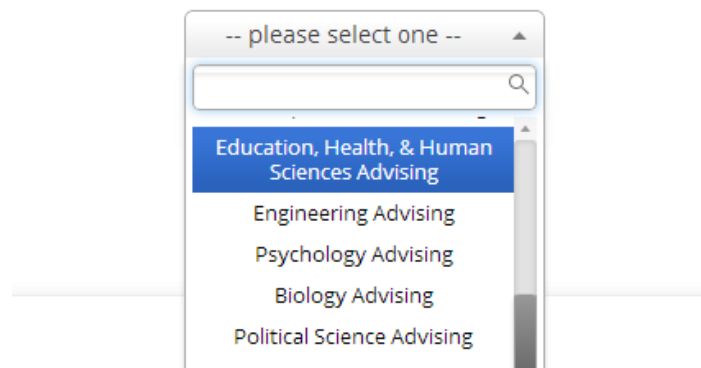 -- please select one --
Education, Health, & Human
Sciences Advising
Engineering Advising
Psychology Advising
Biology Advising
Political Science Advising